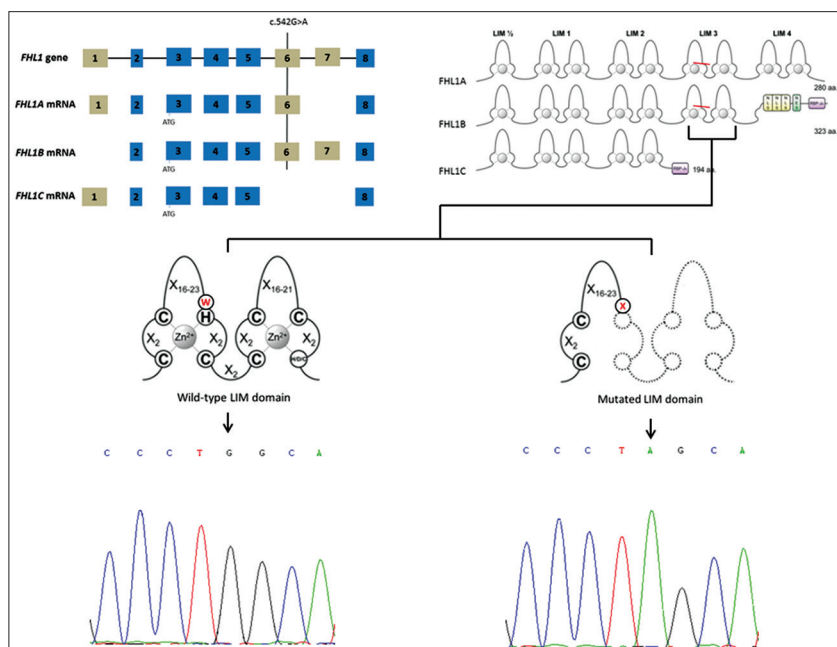 c.542G>A
FHL1 gene 1 2 3 4 5 6 7 8
FHL1A mRNA 1 2 3 4 5 6 8
ATG
FHL1B mRNA 2 3 4 5 6 7 8
ATG
FHL1C mRNA 1 2 3 4 5 8
ATG
LIM ½ LIM 1 LIM 2 LIM 3 LIM 4
FHL1A 280 aa.
FHL1B 323 aa.
FHL1C 194 aa.
X16-23 X16-21
W
C H C C
X2 Zn2+ X2 X2 Zn2+ X2
C C C H/D/C
X2
Wild-type LIM domain
X16-23
X
C
X2
C
Mutated LIM domain
C C C T G G C A
C C C T A G C A